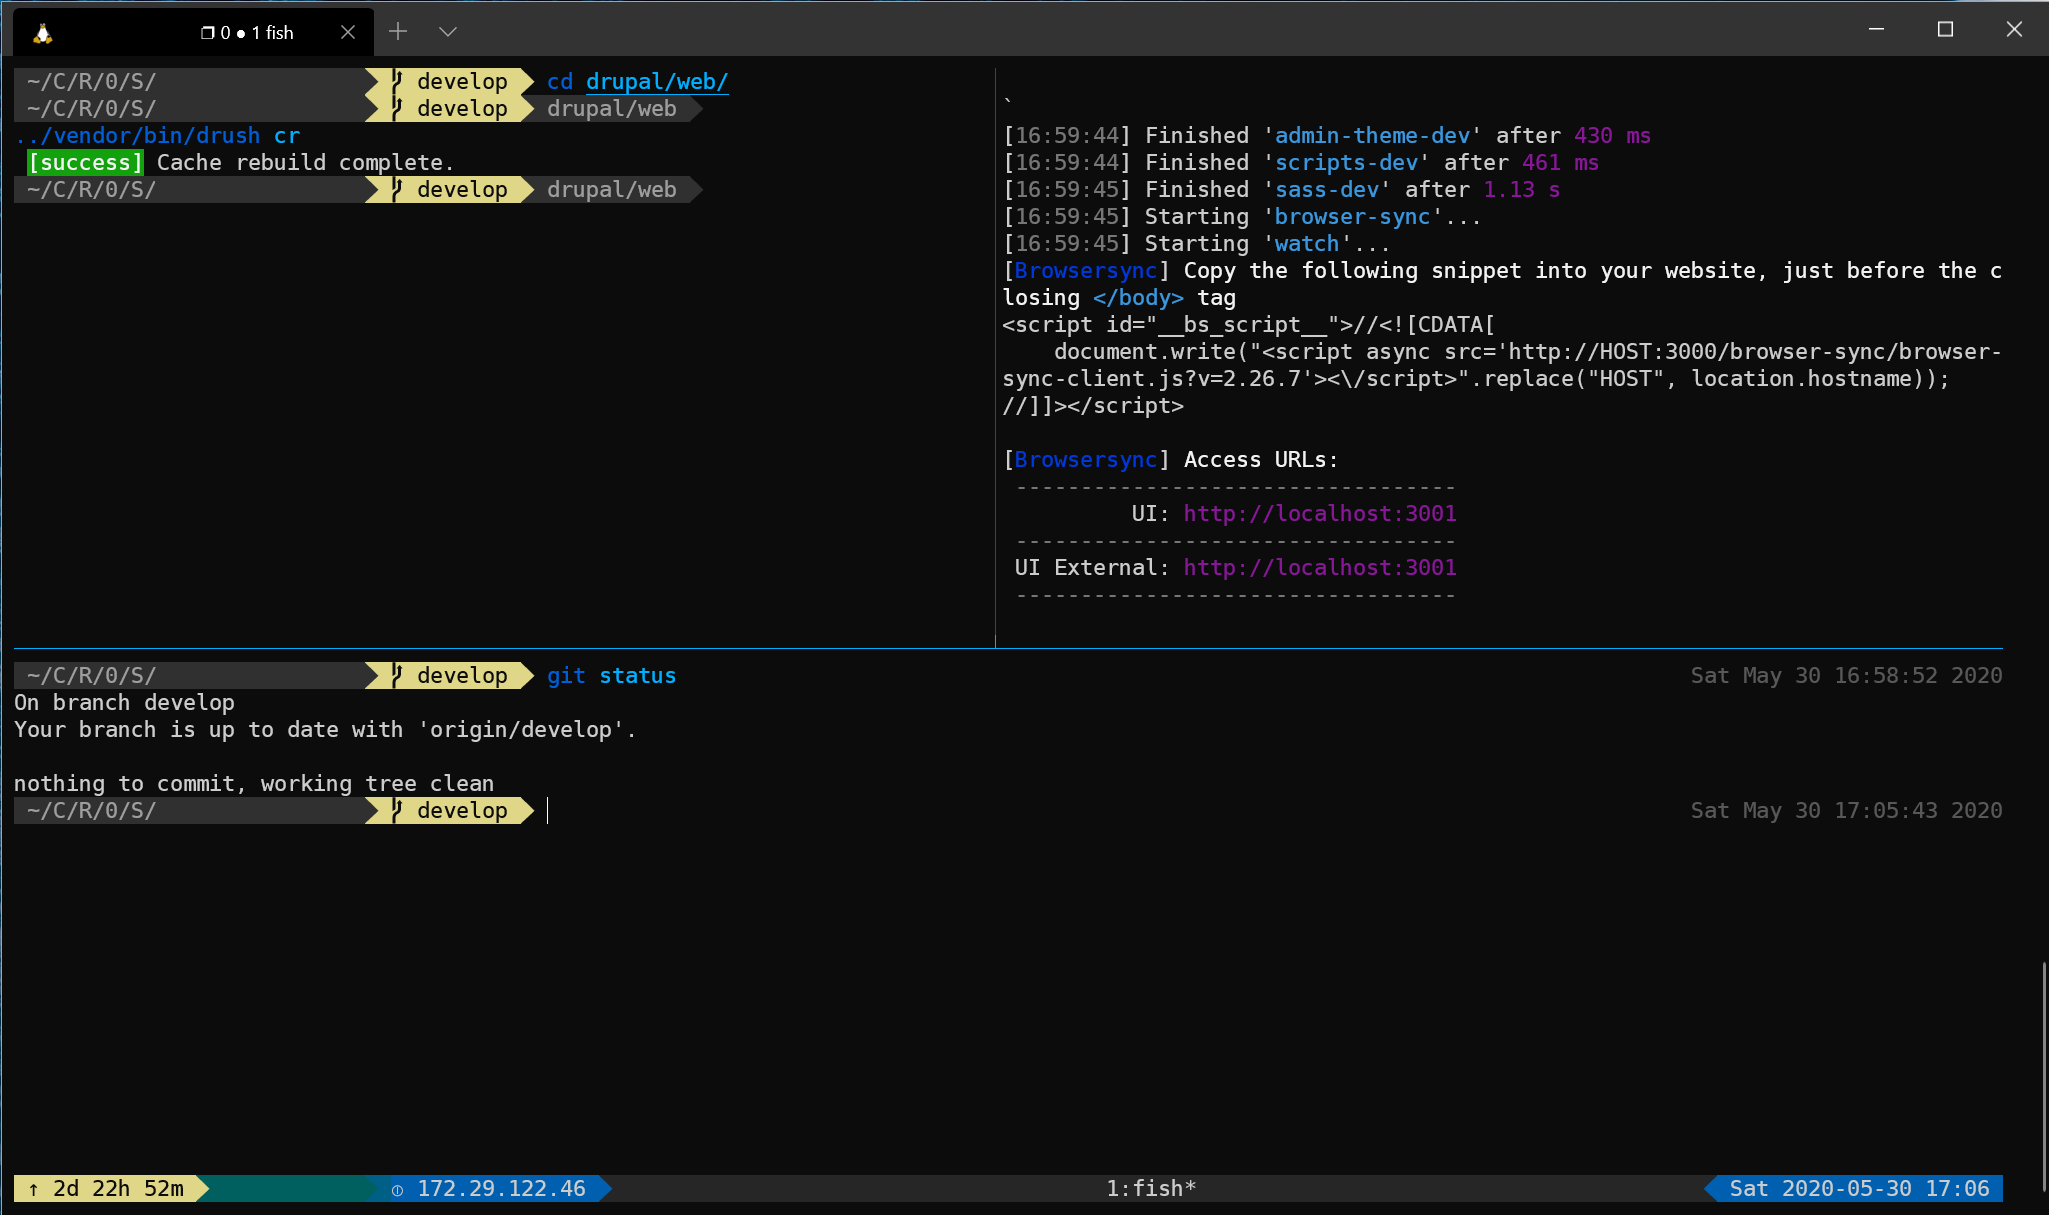 0 ● 1 fish
~/C/R/0/S/ develop cd drupal/web/
~/C/R/0/S/ develop drupal/web
../vendor/bin/drush cr
[success] Cache rebuild complete.
~/C/R/0/S/ develop drupal/web
`
[16:59:44] Finished 'admin-theme-dev' after 430 ms
[16:59:44] Finished 'scripts-dev' after 461 ms
[16:59:45] Finished 'sass-dev' after 1.13 s
[16:59:45] Starting 'browser-sync'...
[16:59:45] Starting 'watch'...
[Browsersync] Copy the following snippet into your website, just before the c
losing </body> tag
<script id="__bs_script__">//<![CDATA[
    document.write("<script async src='http://HOST:3000/browser-sync/browser-
sync-client.js?v=2.26.7'><\/script>".replace("HOST", location.hostname));
//]]></script>

[Browsersync] Access URLs:
 ----------------------------------
          UI: http://localhost:3001
 ----------------------------------
 UI External: http://localhost:3001
 ----------------------------------
~/C/R/0/S/ develop git status Sat May 30 16:58:52 2020
On branch develop
Your branch is up to date with 'origin/develop'.

nothing to commit, working tree clean
~/C/R/0/S/ develop Sat May 30 17:05:43 2020
↑ 2d 22h 52m 172.29.122.46 1:fish* Sat 2020-05-30 17:06